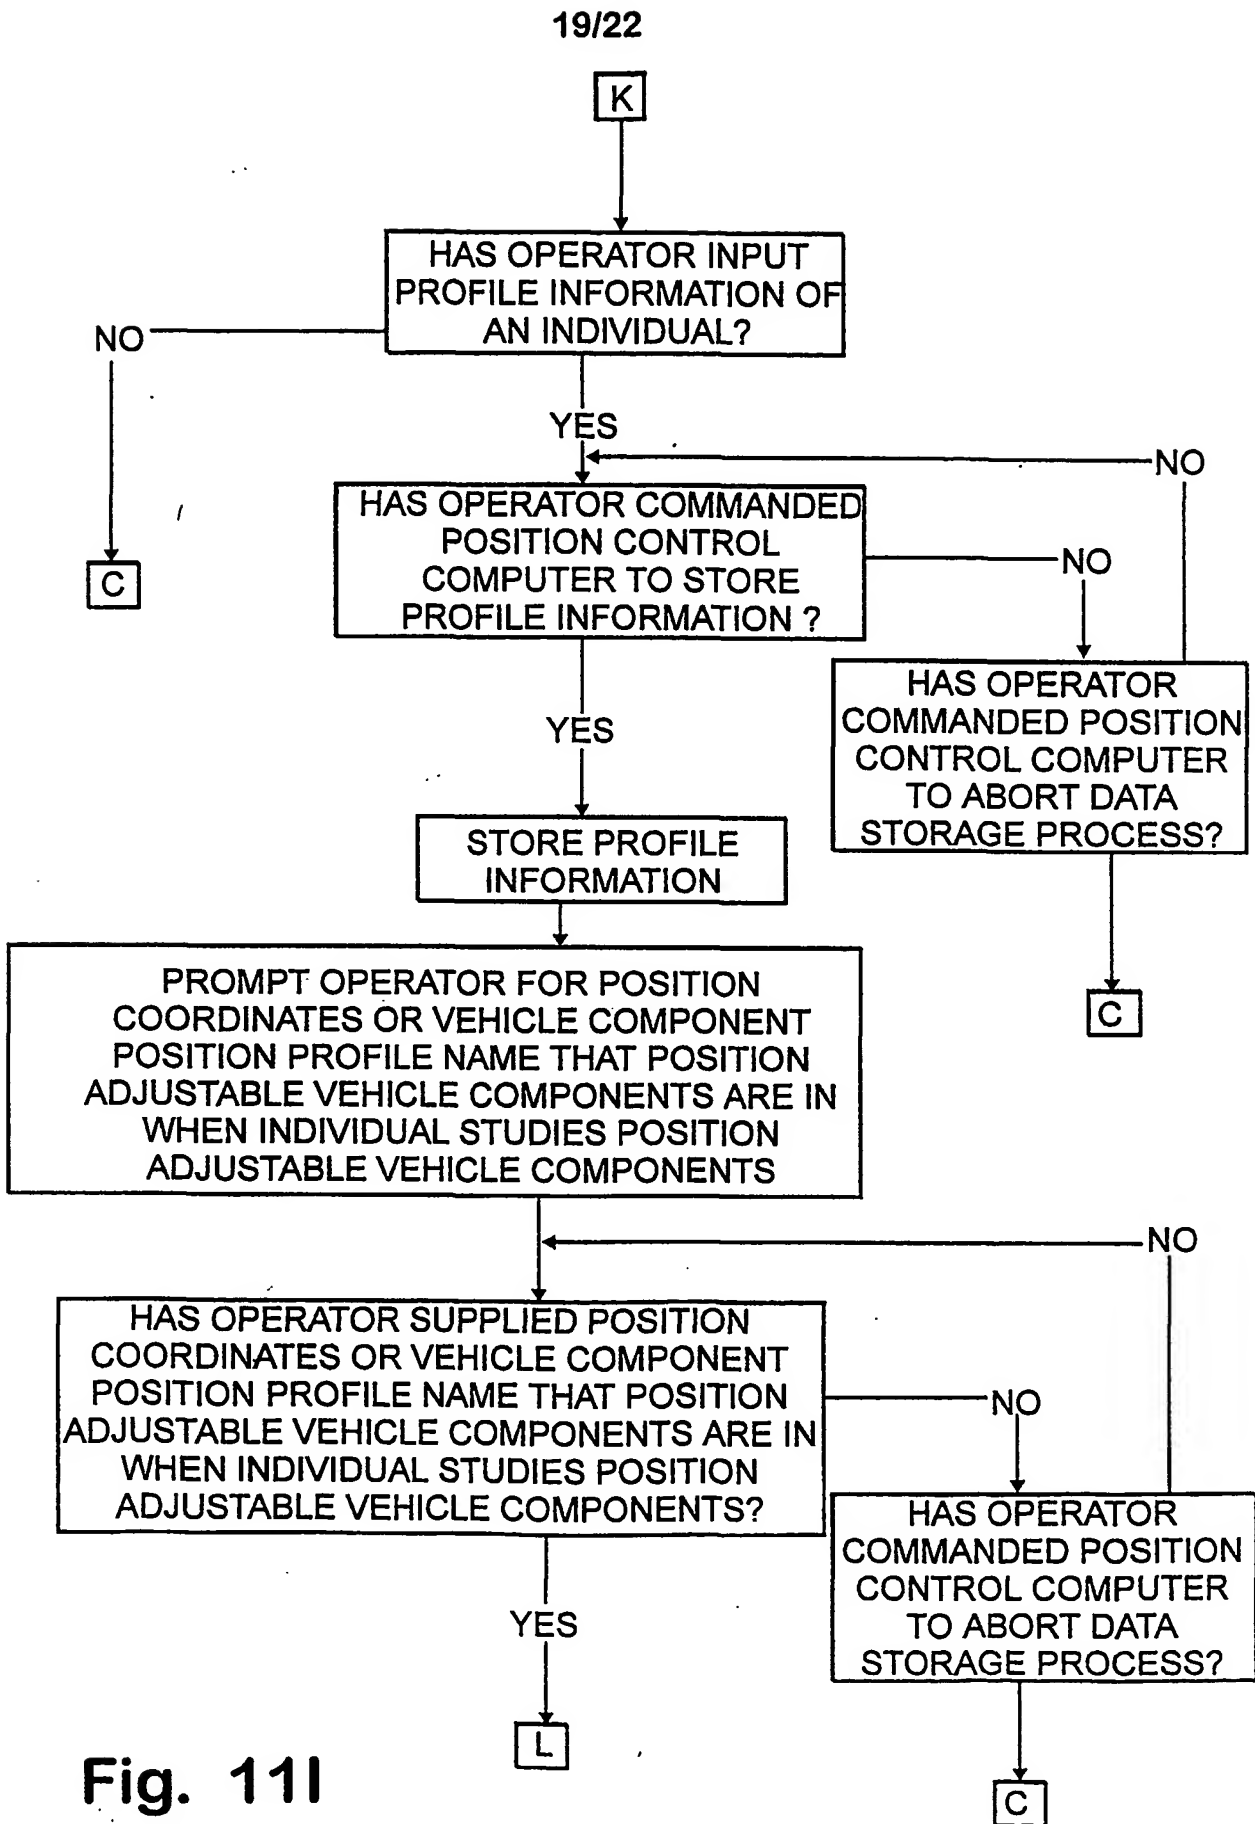 19/22
K
HAS OPERATOR INPUT
PROFILE INFORMATION OF
AN INDIVIDUAL?
NO
YES
NO
C
HAS OPERATOR COMMANDED
POSITION CONTROL
COMPUTER TO STORE
PROFILE INFORMATION ?
NO
YES
HAS OPERATOR
COMMANDED POSITION
CONTROL COMPUTER
TO ABORT DATA
STORAGE PROCESS?
STORE PROFILE
INFORMATION
C
PROMPT OPERATOR FOR POSITION
COORDINATES OR VEHICLE COMPONENT
POSITION PROFILE NAME THAT POSITION
ADJUSTABLE VEHICLE COMPONENTS ARE IN
WHEN INDIVIDUAL STUDIES POSITION
ADJUSTABLE VEHICLE COMPONENTS
NO
HAS OPERATOR SUPPLIED POSITION
COORDINATES OR VEHICLE COMPONENT
POSITION PROFILE NAME THAT POSITION
ADJUSTABLE VEHICLE COMPONENTS ARE IN
WHEN INDIVIDUAL STUDIES POSITION
ADJUSTABLE VEHICLE COMPONENTS?
NO
YES
HAS OPERATOR
COMMANDED POSITION
CONTROL COMPUTER
TO ABORT DATA
STORAGE PROCESS?
L
C
Fig. 11I